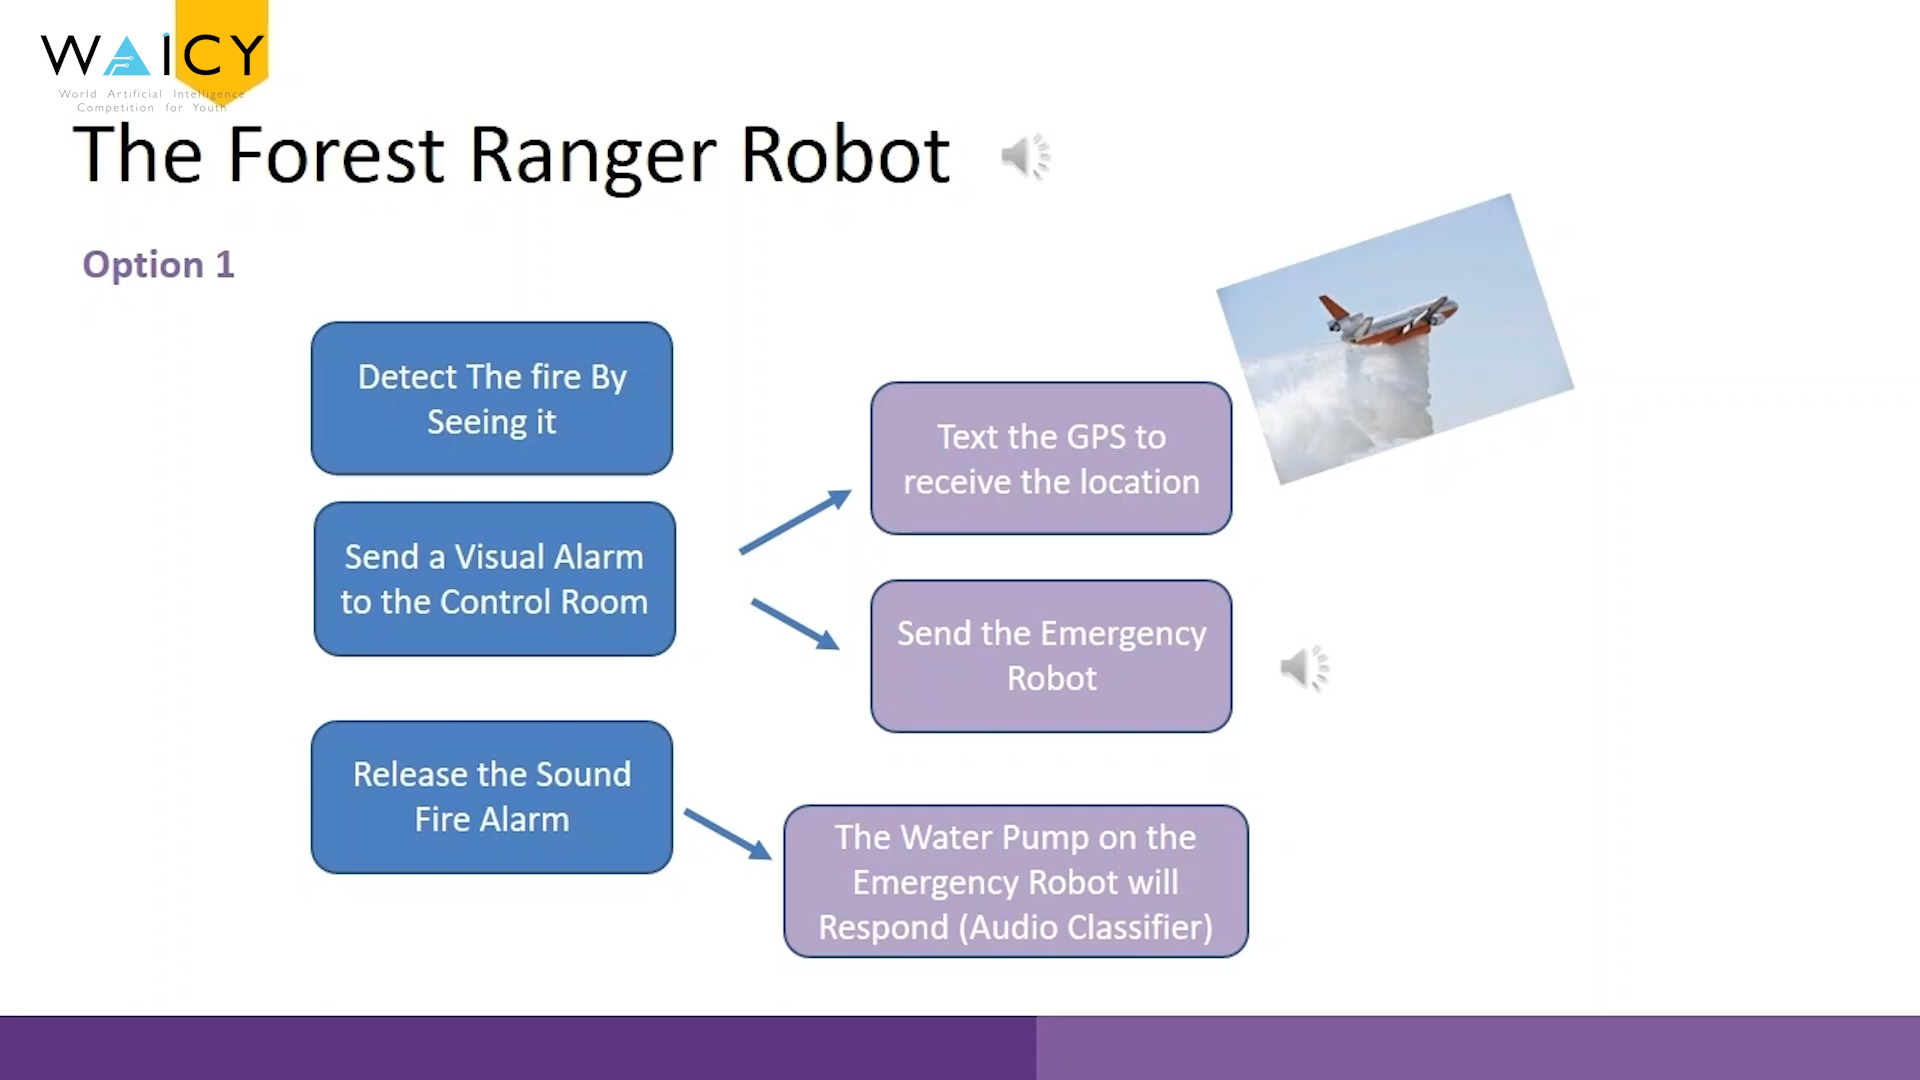 WAICY
World Artificial Intelligence
Competition for Youth
The Forest Ranger Robot
Option 1
Detect The fire By
Seeing it
Send a Visual Alarm
to the Control Room
Text the GPS to
receive the location
Send the Emergency
Robot
Release the Sound
Fire Alarm
The Water Pump on the
Emergency Robot will
Respond (Audio Classifier)